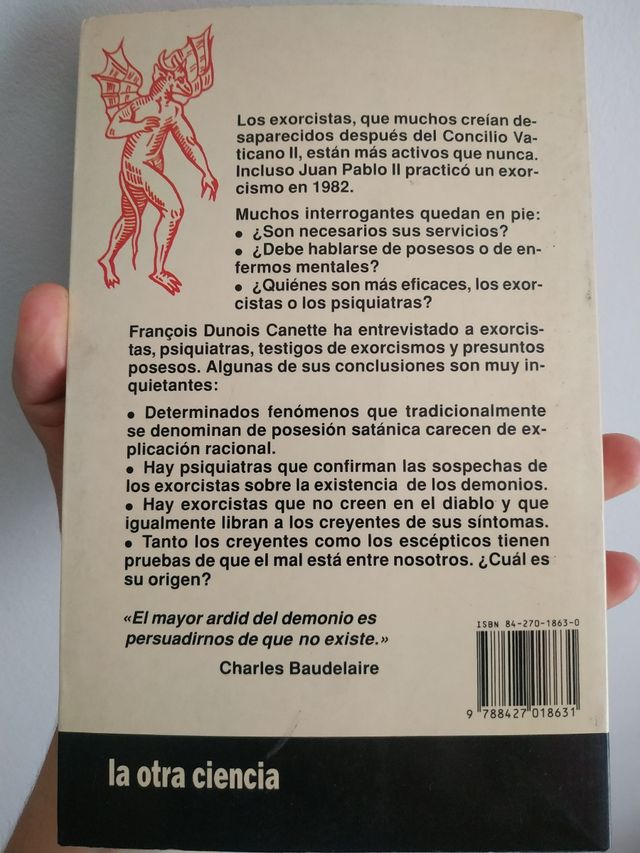 Los exorcistas, que muchos creían de-
saparecidos después del Concilio Va-
ticano II, están más activos que nunca.
Incluso Juan Pablo II practicó un exor-
cismo en 1982.
Muchos interrogantes quedan en pie:
● ¿Son necesarios sus servicios?
● ¿Debe hablarse de posesos o de en-
fermos mentales?
● ¿Quiénes son más eficaces, los exor-
cistas o los psiquiatras?
François Dunois Canette ha entrevistado a exorcis-
tas, psiquiatras, testigos de exorcismos y presuntos
posesos. Algunas de sus conclusiones son muy in-
quietantes:
● Determinados fenómenos que tradicionalmente
se denominan de posesión satánica carecen de ex-
plicación racional.
● Hay psiquiatras que confirman las sospechas de
los exorcistas sobre la existencia de los demonios.
● Hay exorcistas que no creen en el diablo y que
igualmente libran a los creyentes de sus síntomas.
● Tanto los creyentes como los escépticos tienen
pruebas de que el mal está entre nosotros. ¿Cuál es
su origen?
«El mayor ardid del demonio es
persuadirnos de que no existe.»
Charles Baudelaire
ISBN 84-270-1863-0
9 788427 018631
la otra ciencia